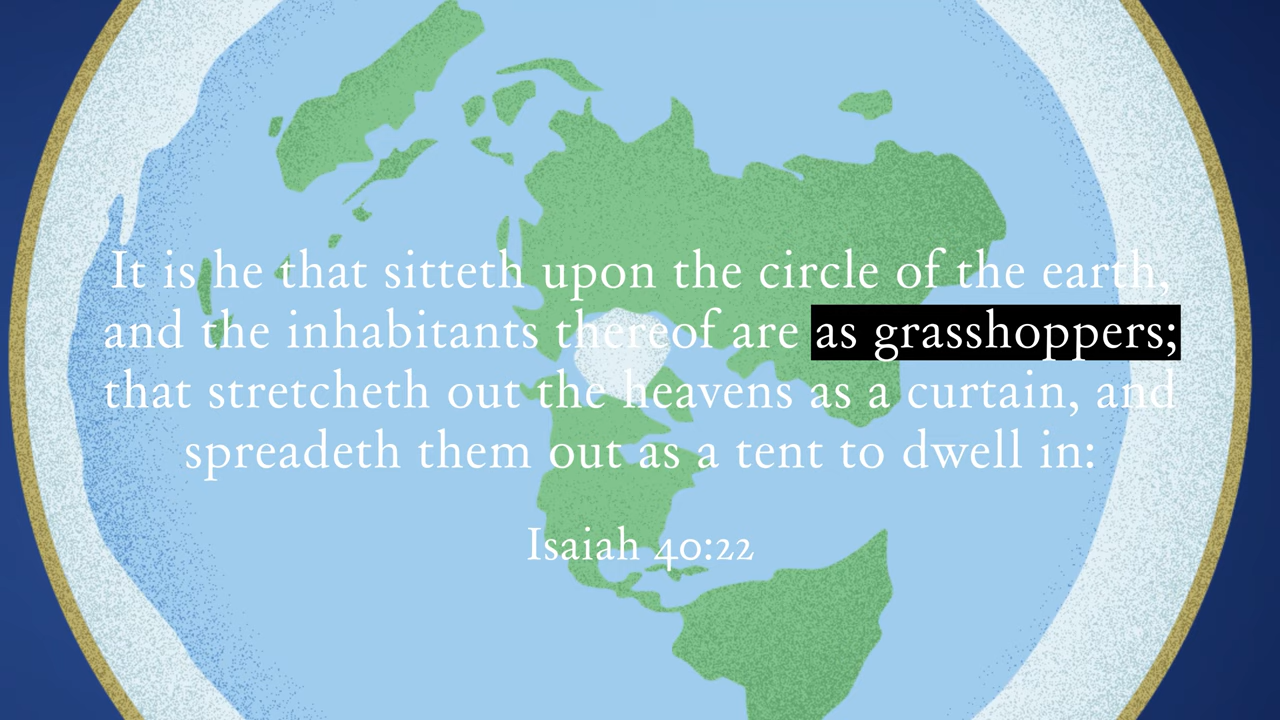 It is he that sitteth upon the circle of the earth,
and the inhabitants thereof are as grasshoppers;
that stretcheth out the heavens as a curtain, and
spreadeth them out as a tent to dwell in:
Isaiah 40:22